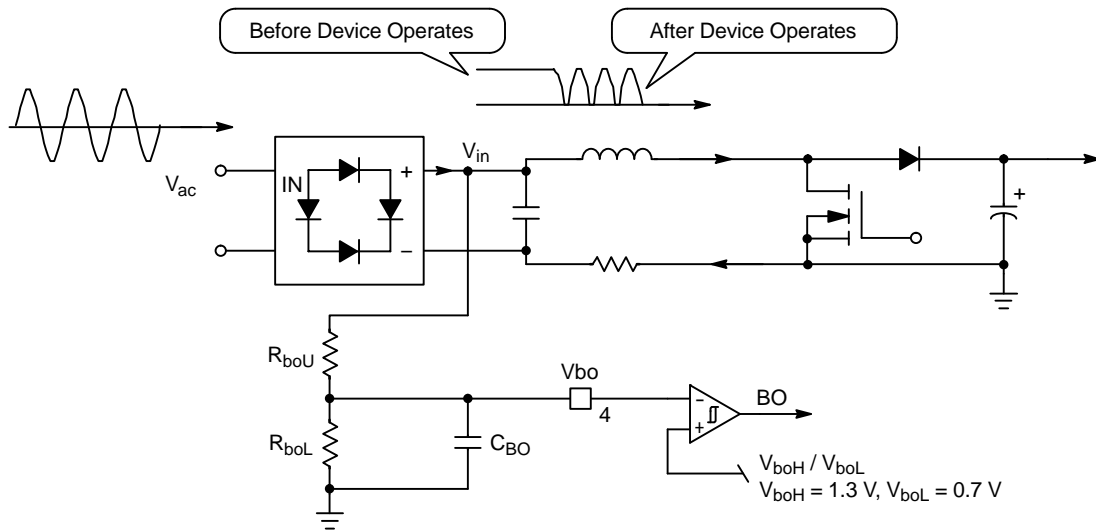 Before Device Operates
After Device Operates
Vac
IN
+
−
Vin
+
RboU
Vbo
4
−
+
BO
RboL
CBO
VboH / VboL
VboH = 1.3 V, VboL = 0.7 V